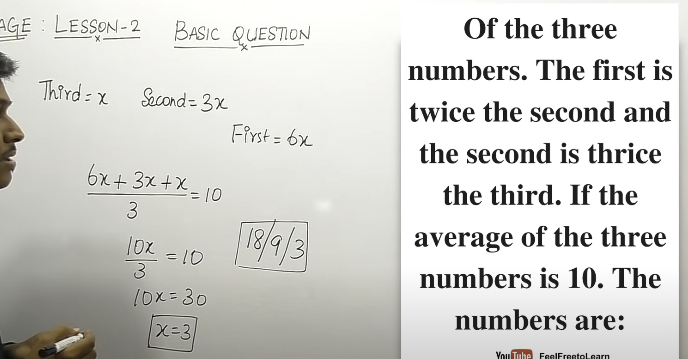 AGE : LESSON-2 BASIC QUESTION
Third = x Second = 3x
First = 6x
6x + 3x + x / 3 = 10
10x / 3 = 10
18/9/3
10x = 30
x = 3
Of the three
numbers. The first is
twice the second and
the second is thrice
the third. If the
average of the three
numbers is 10. The
numbers are:
YouTube FeelFreetoLearn